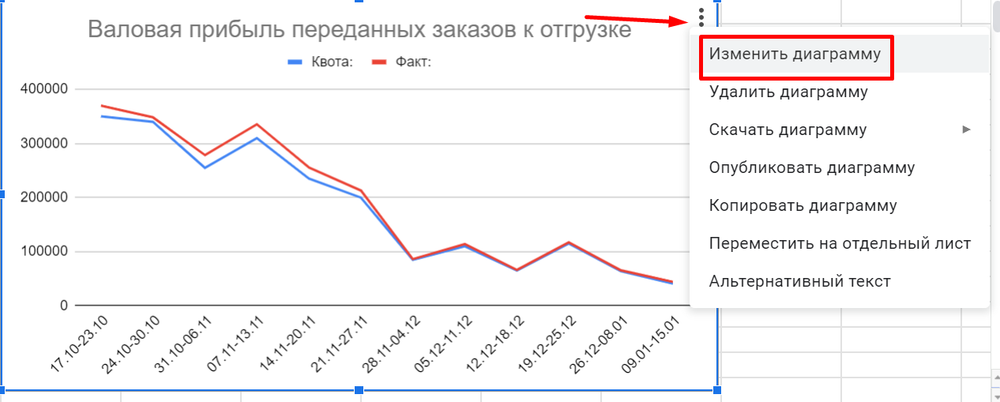 Валовая прибыль переданных заказов к отгрузке
Квота: Факт:
400000
300000
200000
100000
0
17.10-23.10
24.10-30.10
31.10-06.11
07.11-13.11
14.11-20.11
21.11-27.11
28.11-04.12
05.12-11.12
12.12-18.12
19.12-25.12
26.12-08.01
09.01-15.01
Изменить диаграмму
Удалить диаграмму
Скачать диаграмму
Опубликовать диаграмму
Копировать диаграмму
Переместить на отдельный лист
Альтернативный текст